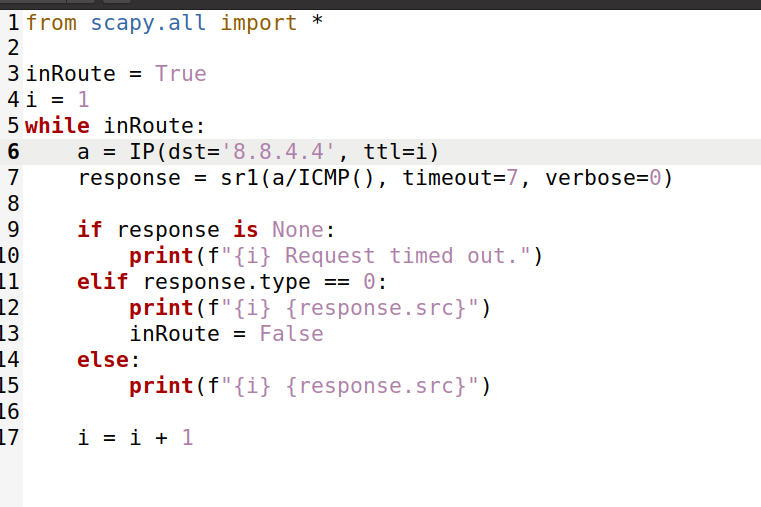 1 from scapy.all import *
2
3 inRoute = True
4 i = 1
5 while inRoute:
6     a = IP(dst='8.8.4.4', ttl=i)
7     response = sr1(a/ICMP(), timeout=7, verbose=0)
8
9     if response is None:
10         print(f"{i} Request timed out.")
11     elif response.type == 0:
12         print(f"{i} {response.src}")
13         inRoute = False
14     else:
15         print(f"{i} {response.src}")
16
17     i = i + 1